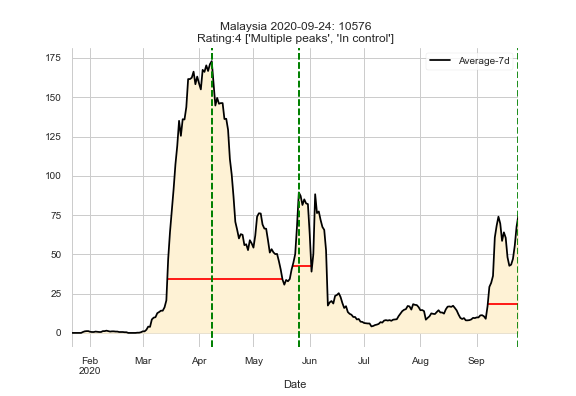 Malaysia 2020-09-24: 10576
Rating:4 ['Multiple peaks', 'In control']
Average-7d
175
150
125
100
75
50
25
0
Feb Mar Apr May Jun Jul Aug Sep
2020
Date